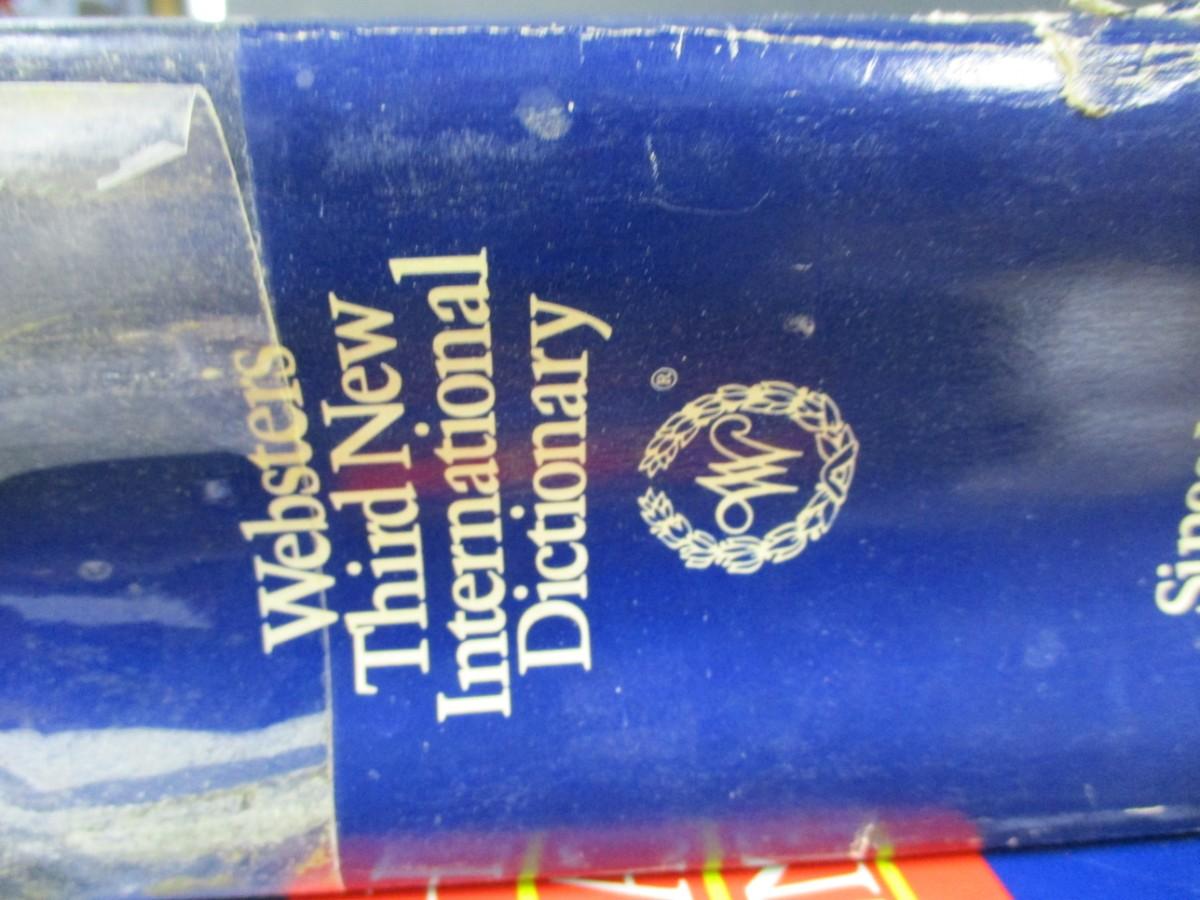 Websters
Third New
International
Dictionary
®